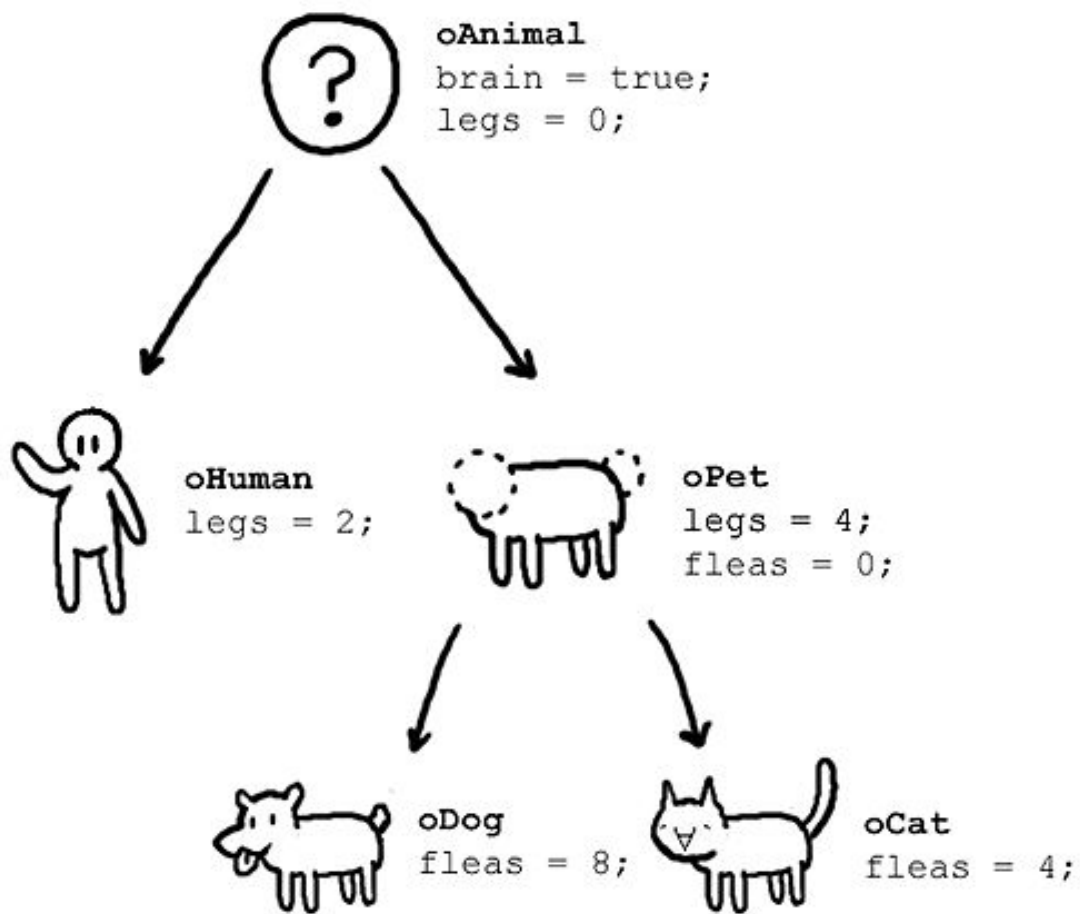 ?
oAnimal
brain = true;
legs = 0;
oHuman
legs = 2;
oPet
legs = 4;
fleas = 0;
oDog
fleas = 8;
oCat
fleas = 4;